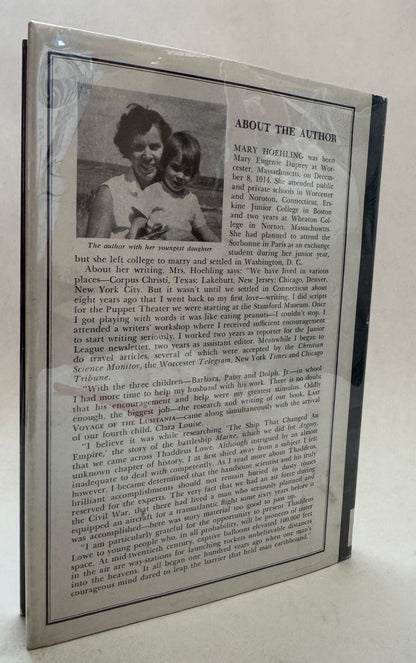 ABOUT THE AUTHOR
MARY HOEHLING was born
Mary Eugenie Duprey at Wor-
cester, Massachusetts, on Decem-
ber 8, 1914. She attended public
and private schools in Worcester
and Noroton, Connecticut, Ers-
kine Junior College in Boston
and two years at Wheaton Col-
lege in Norton, Massachusetts.
She had planned to attend the
Sorbonne in Paris as an exchange
student during her junior year,
The author with her youngest daughter
but she left college to marry and settled in Washington, D. C.
About her writing, Mrs. Hoehling says: "We have lived in various
places—Corpus Christi, Texas; Lakehurst, New Jersey; Chicago, Denver,
New York City. But it wasn't until we settled in Connecticut about
eight years ago that I went back to my first love—writing. I did scripts
for the Puppet Theater we were starting at the Stamford Museum. Once
I got playing with words it was like eating peanuts—I couldn't stop. I
attended a writers' workshop where I received sufficient encouragement
to start writing seriously. I worked two years as reporter for the Junior
League newsletter, two years as assistant editor. Meanwhile I began to
do travel articles, several of which were accepted by the Christian
Science Monitor, the Worcester Telegram, New York Times and Chicago
Tribune.
"With the three children—Barbara, Patsy and Dolph, Jr.—in school
I had more time to help my husband with his work. There is no doubt
that his encouragement and help were my greatest stimulus. Oddly
enough, the biggest job—the research and writing of our book, LAST
VOYAGE OF THE LUSITANIA—came along simultaneously with the arrival
of our fourth child, Clara Louise.
"I believe it was while researching 'The Ship That Changed An
Empire,' the story of the battleship Maine, which we did for Argosy,
that we came across Thaddeus Lowe. Although intrigued by an almost
unknown chapter of history, I at first shied away from a subject I felt
inadequate to deal with competently. As I read more about Thaddeus,
however, I became determined that the handsome scientist and his truly
brilliant accomplishments should not remain buried in dusty tomes
reserved for the experts. The very fact that we had an air force during
the Civil War, that there had lived a man who seriously planned and
equipped an aircraft for a transatlantic flight some sixty years before it
was accomplished—here was story material too good to pass up.
"I am particularly grateful for the opportunity to present Thaddeus
Lowe to young people who, in all probability, will be pioneers of outer
space. At mid-twentieth century, captive balloons elevated 100,000 feet
in the air are way-stations for launching rockets unbelievable distances
into the heavens. It all began one hundred years ago when one man's
courageous mind dared to leap the barrier that held man earthbound."